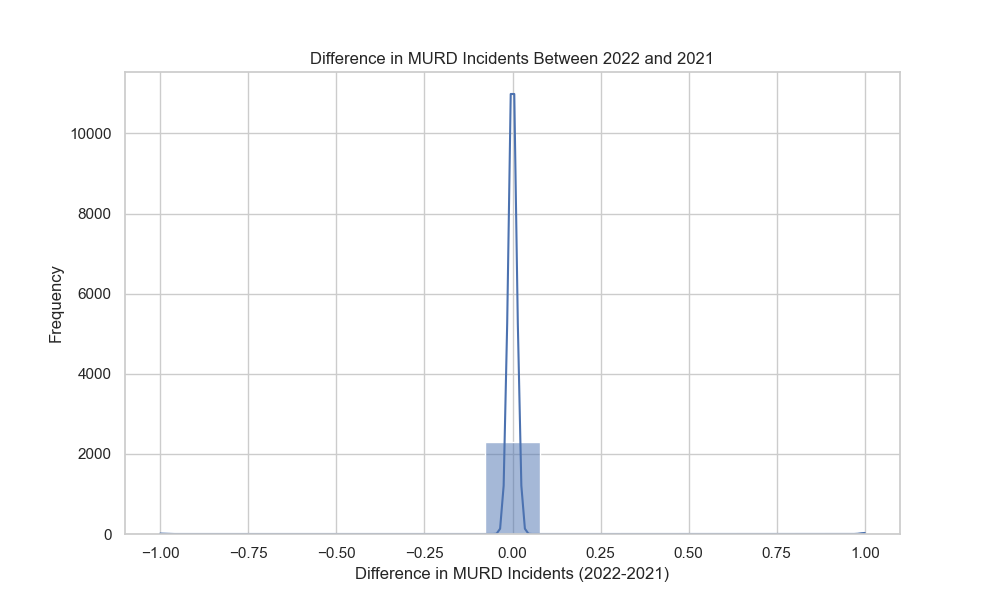 Difference in MURD Incidents Between 2022 and 2021
Frequency
10000
8000
6000
4000
2000
0
−1.00 −0.75 −0.50 −0.25 0.00 0.25 0.50 0.75 1.00
Difference in MURD Incidents (2022-2021)